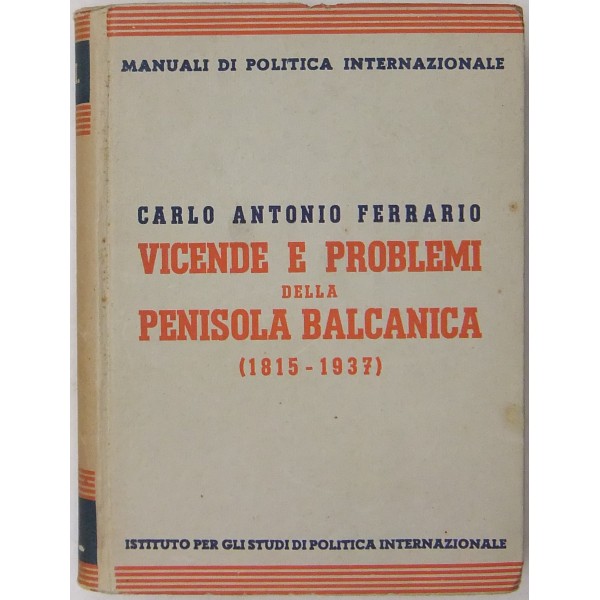 MANUALI DI POLITICA INTERNAZIONALE
CARLO ANTONIO FERRARIO
VICENDE E PROBLEMI
DELLA
PENISOLA BALCANICA
(1815-1937)
ISTITUTO PER GLI STUDI DI POLITICA INTERNAZIONALE